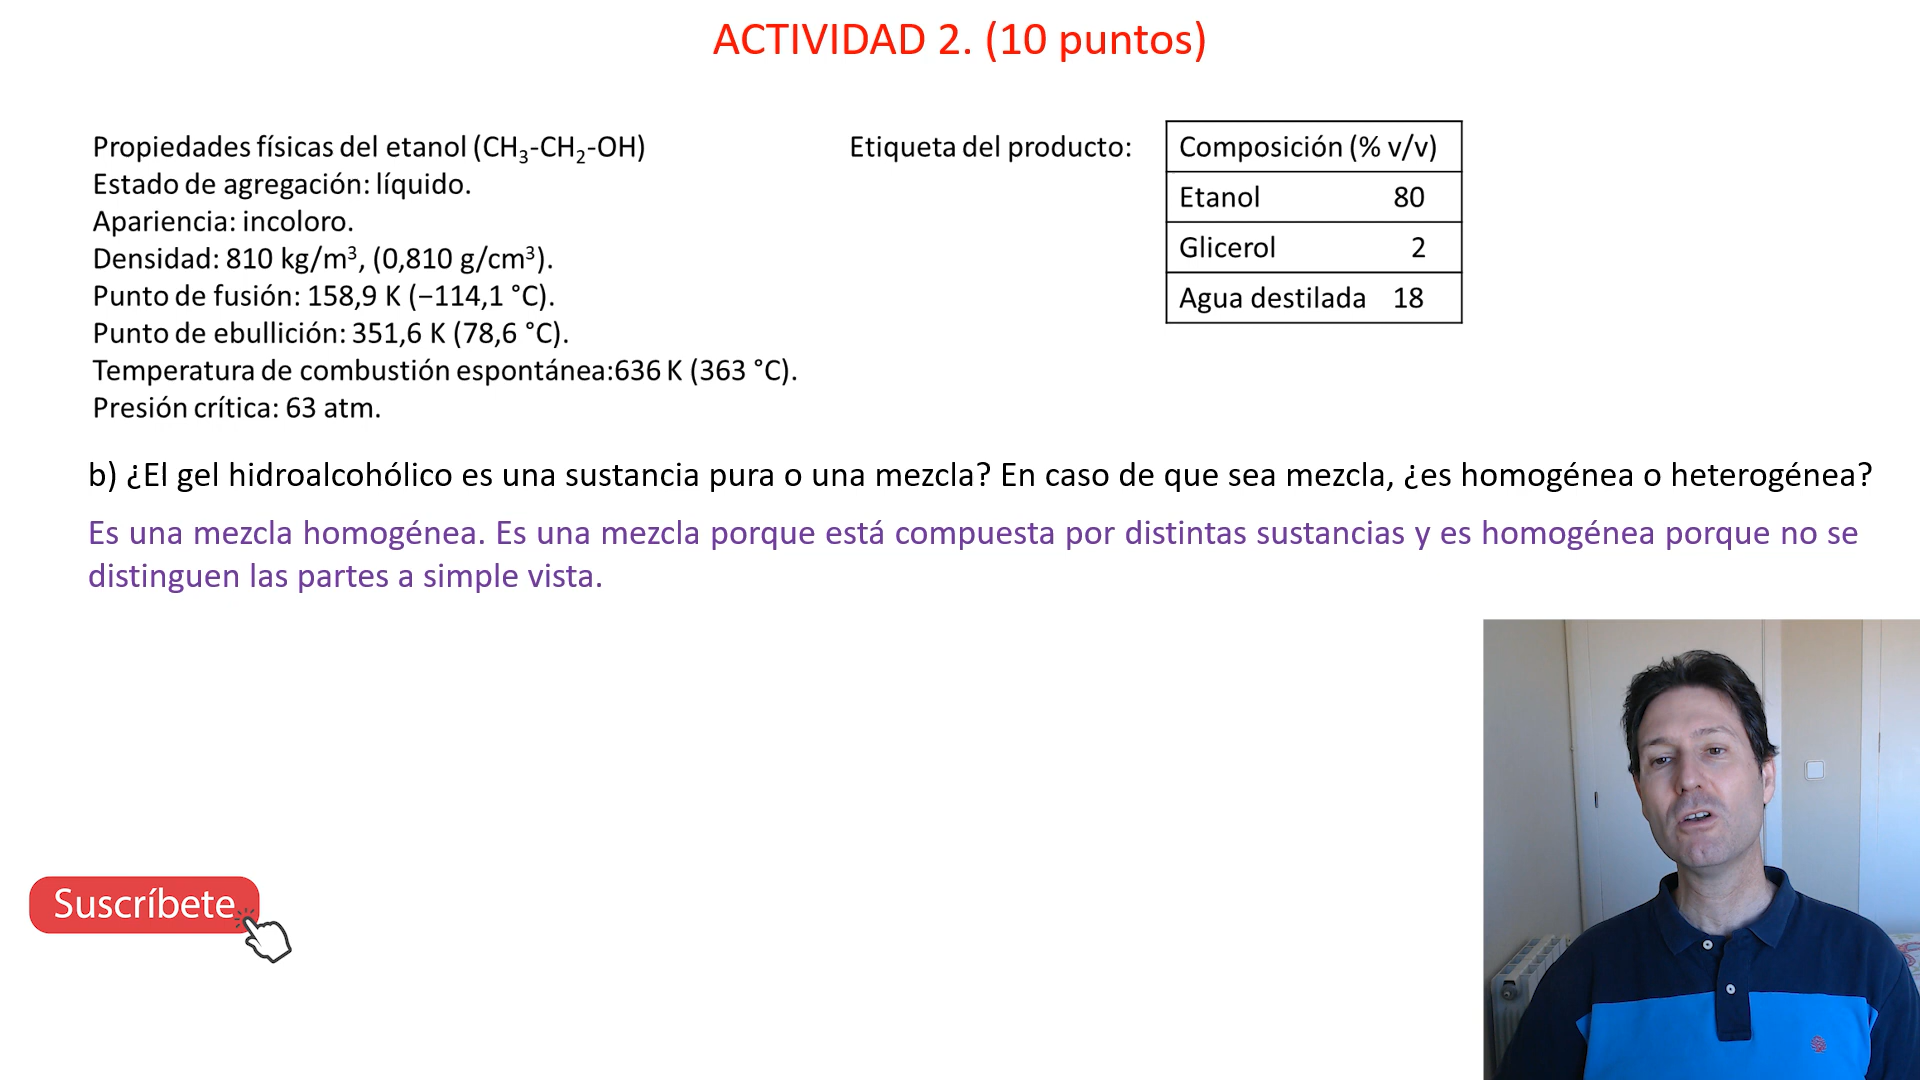 ACTIVIDAD 2. (10 puntos)
Propiedades físicas del etanol (CH₃-CH₂-OH)
Estado de agregación: líquido.
Apariencia: incoloro.
Densidad: 810 kg/m³, (0,810 g/cm³).
Punto de fusión: 158,9 K (−114,1 °C).
Punto de ebullición: 351,6 K (78,6 °C).
Temperatura de combustión espontánea:636 K (363 °C).
Presión crítica: 63 atm.
Etiqueta del producto:
Composición (% v/v)
Etanol 80
Glicerol 2
Agua destilada 18
b) ¿El gel hidroalcohólico es una sustancia pura o una mezcla? En caso de que sea mezcla, ¿es homogénea o heterogénea?
Es una mezcla homogénea. Es una mezcla porque está compuesta por distintas sustancias y es homogénea porque no se
distinguen las partes a simple vista.
Suscríbete